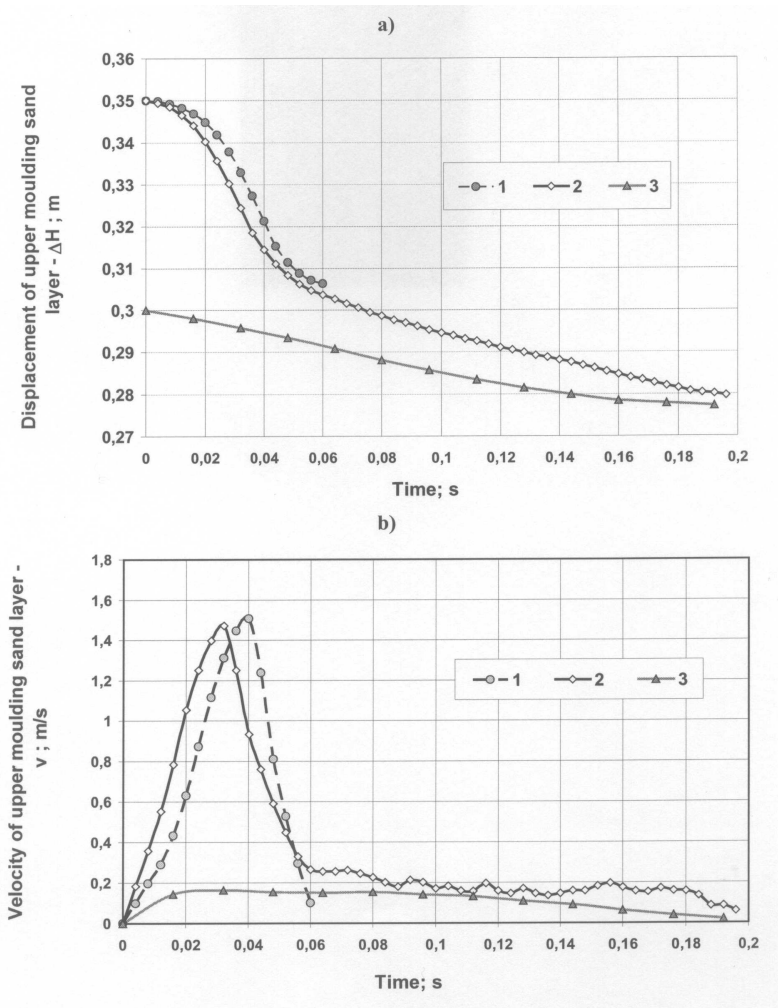 a)
Displacement of upper moulding sand
layer - ΔH ; m
0,36
0,35
0,34
0,33
0,32
0,31
0,3
0,29
0,28
0,27
1 2 3
0 0,02 0,04 0,06 0,08 0,1 0,12 0,14 0,16 0,18 0,2
Time; s
b)
Velocity of upper moulding sand layer -
v ; m/s
1,8
1,6
1,4
1,2
1
0,8
0,6
0,4
0,2
0
1 2 3
0 0,02 0,04 0,06 0,08 0,1 0,12 0,14 0,16 0,18 0,2
Time; s